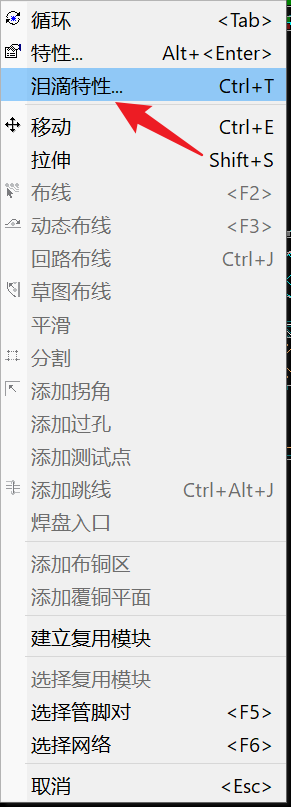 循环 <Tab>
特性... Alt+<Enter>
泪滴特性... Ctrl+T
移动 Ctrl+E
拉伸 Shift+S
布线 <F2>
动态布线 <F3>
回路布线 Ctrl+J
草图布线
平滑
分割
添加拐角
添加过孔
添加测试点
添加跳线 Ctrl+Alt+J
焊盘入口
添加布铜区
添加覆铜平面
建立复用模块
选择复用模块
选择管脚对 <F5>
选择网络 <F6>
取消 <Esc>